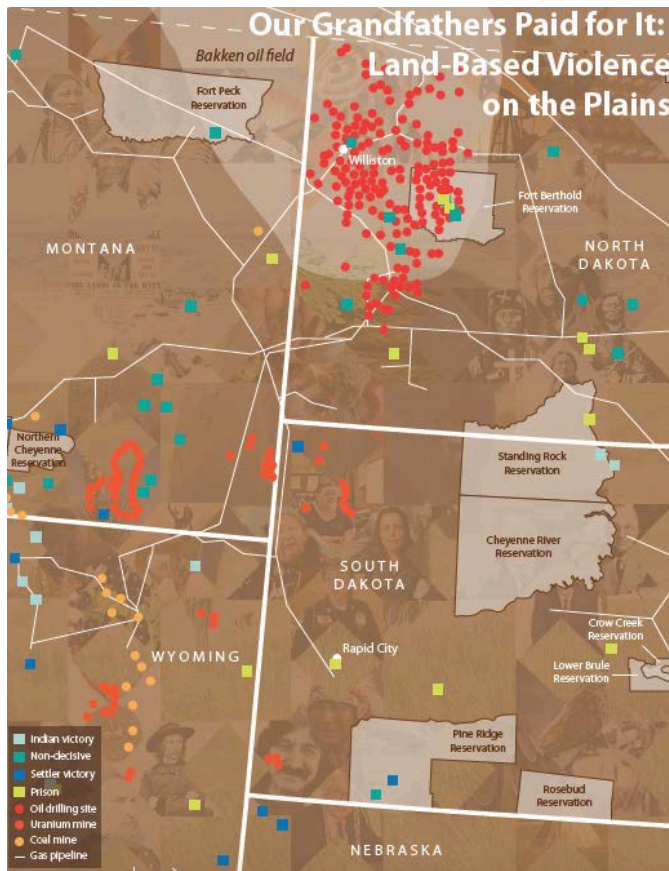 Our Grandfathers Paid for It:
Land-Based Violence
on the Plains
Bakken oil field
Fort Peck
Reservation
Williston
Fort Berthold
Reservation
MONTANA
NORTH
DAKOTA
Northern
Cheyenne
Reservation
Standing Rock
Reservation
Cheyenne River
Reservation
SOUTH
DAKOTA
Crow Creek
Reservation
Rapid City
WYOMING
Lower Brule
Reservation
Pine Ridge
Reservation
Rosebud
Reservation
NEBRASKA
Indian victory
Non-decisive
Settler victory
Prison
Oil drilling site
Uranium mine
Coal mine
Gas pipeline